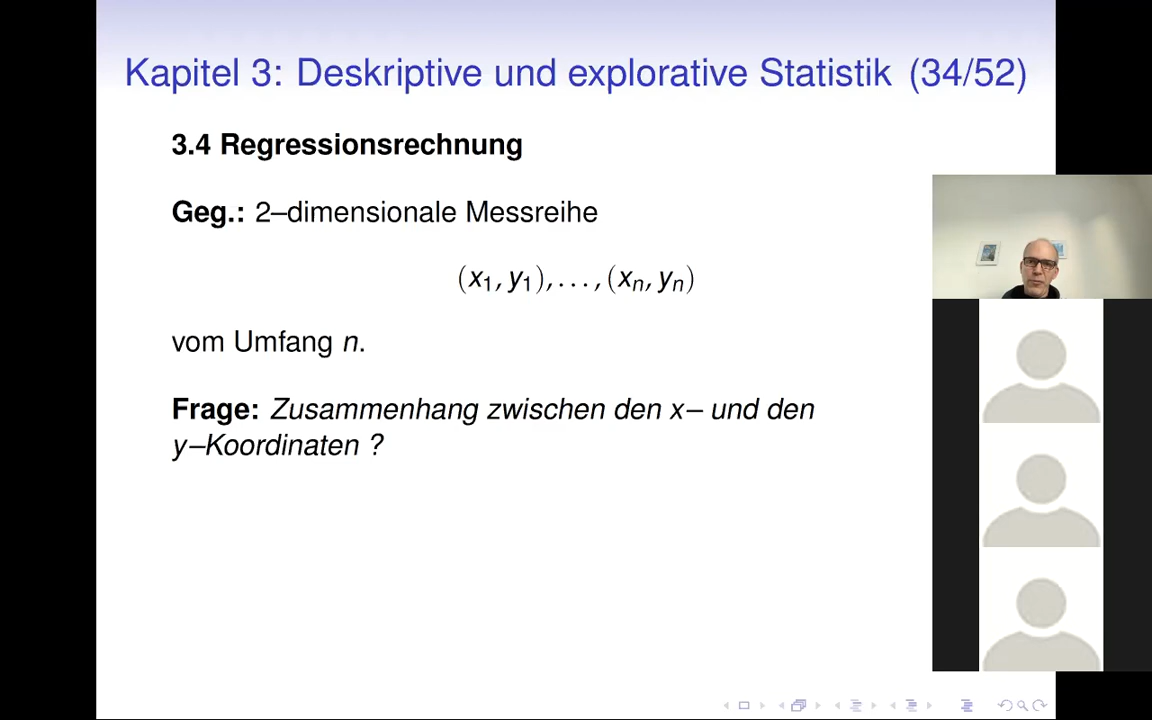 Kapitel 3: Deskriptive und explorative Statistik (34/52)
3.4 Regressionsrechnung
Geg.: 2–dimensionale Messreihe
(x₁, y₁), . . . , (xₙ, yₙ)
vom Umfang n.
Frage: Zusammenhang zwischen den x– und den
y–Koordinaten ?